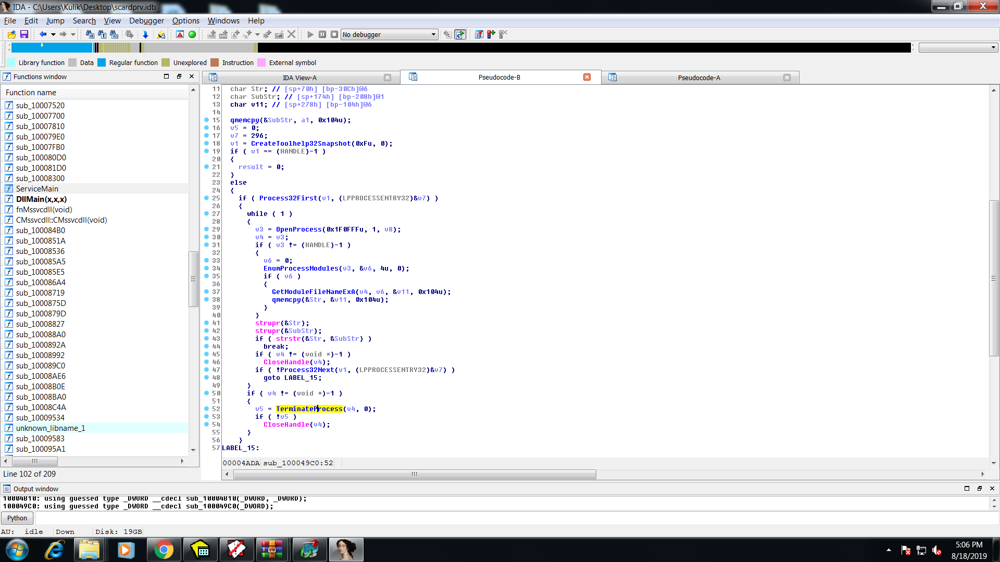 IDA - C:\Users\Kulik\Desktop\scardprv.idb
File Edit Jump Search View Debugger Options Windows Help
No debugger
Library function Data Regular function Unexplored Instruction External symbol
Functions window
IDA View-A
Pseudocode-B
Pseudocode-A
Function name
sub_10007520
sub_10007700
sub_10007810
sub_100079E0
sub_10007FB0
sub_100080D0
sub_100081D0
sub_10008300
ServiceMain
DllMain(x,x,x)
fnMssvcdll(void)
CMssvcdll::CMssvcdll(void)
sub_100084B0
sub_1000851A
sub_10008536
sub_100085A5
sub_100085E5
sub_100086A4
sub_10008719
sub_1000875D
sub_1000879D
sub_10008827
sub_100088A0
sub_1000892A
sub_10008992
sub_100089C0
sub_10008AE6
sub_10008B0E
sub_10008BA0
sub_10008C4A
sub_10009534
unknown_libname_1
sub_10009583
sub_100095A1
Line 102 of 209
11 char Str; // [sp+70h] [bp-30Ch]@6
12 char SubStr; // [sp+174h] [bp-208h]@1
13 char v11; // [sp+278h] [bp-104h]@6
14
15 qmemcpy(&SubStr, a1, 0x104u);
16 v5 = 0;
17 v7 = 296;
18 v1 = CreateToolhelp32Snapshot(0xFu, 0);
19 if ( v1 == (HANDLE)-1 )
20 {
21 result = 0;
22 }
23 else
24 {
25 if ( Process32First(v1, (LPPROCESSENTRY32)&v7) )
26 {
27 while ( 1 )
28 {
29 v3 = OpenProcess(0x1F0FFFu, 1, v8);
30 v4 = v3;
31 if ( v3 != (HANDLE)-1 )
32 {
33 v6 = 0;
34 EnumProcessModules(v3, &v6, 4u, 0);
35 if ( v6 )
36 {
37 GetModuleFileNameExA(v4, v6, &v11, 0x104u);
38 qmemcpy(&Str, &v11, 0x104u);
39 }
40 }
41 strupr(&Str);
42 strupr(&SubStr);
43 if ( strstr(&Str, &SubStr) )
44 break;
45 if ( v4 != (void *)-1 )
46 CloseHandle(v4);
47 if ( !Process32Next(v1, (LPPROCESSENTRY32)&v7) )
48 goto LABEL_15;
49 }
50 if ( v4 != (void *)-1 )
51 {
52 v5 = TerminateProcess(v4, 0);
53 if ( !v5 )
54 CloseHandle(v4);
55 }
56 }
57 LABEL_15:
00004ADA sub_100049C0:52
Output window
10004B10: using guessed type _DWORD __cdecl sub_10004B10(_DWORD, _DWORD);
100049C0: using guessed type _DWORD __cdecl sub_100049C0(_DWORD);
Python
AU: idle Down Disk: 19GB
5:06 PM
8/18/2019